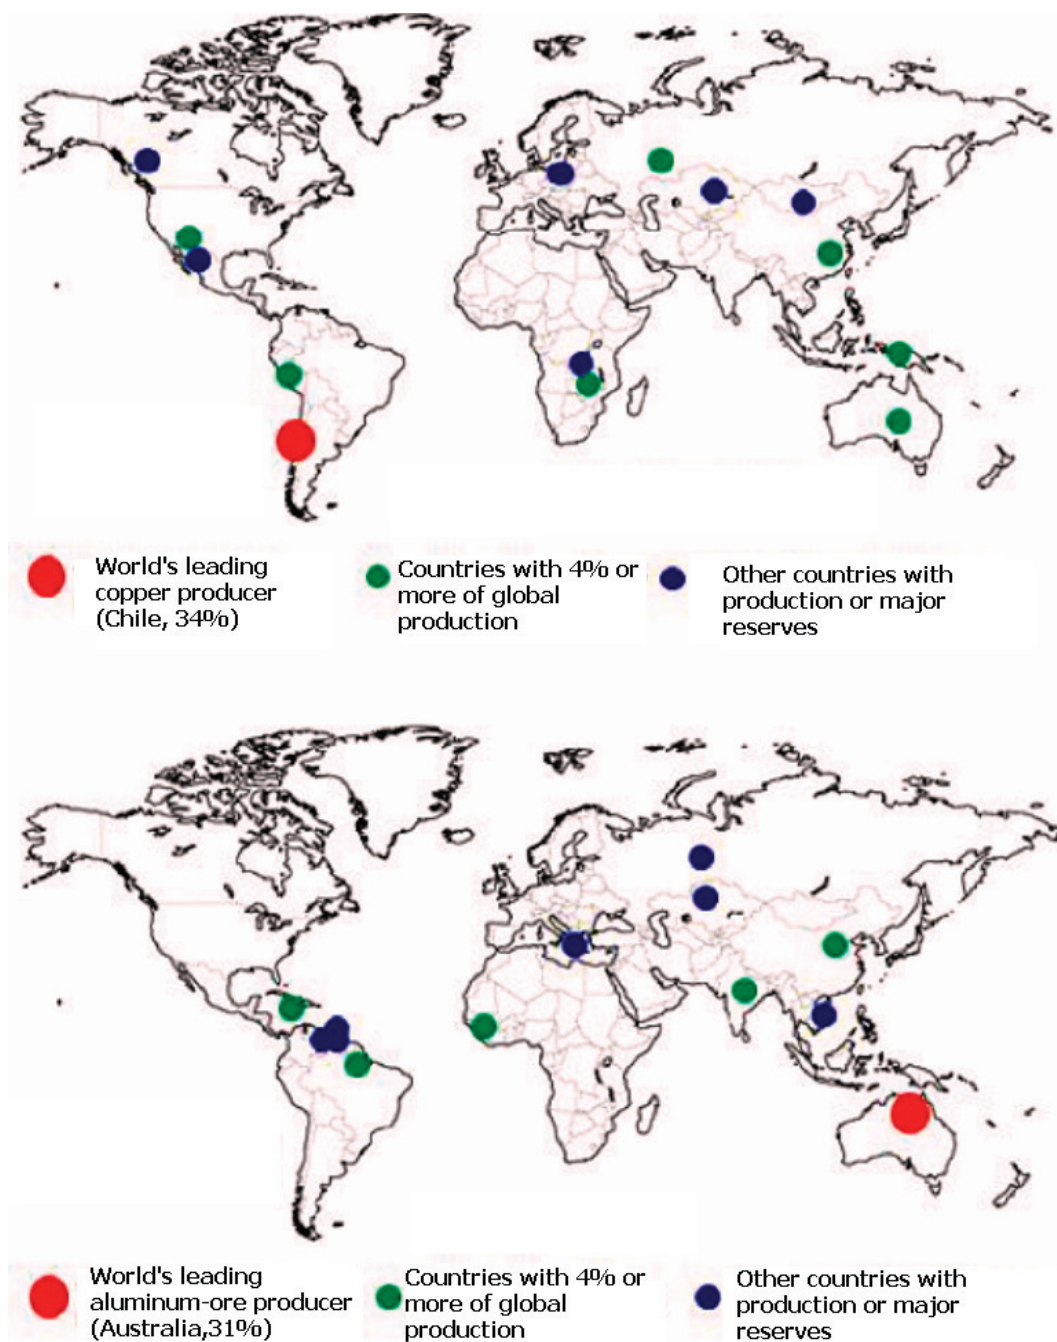 World's leading
copper producer
(Chile, 34%)
Countries with 4% or
more of global
production
Other countries with
production or major
reserves
World's leading
aluminum-ore producer
(Australia,31%)
Countries with 4% or
more of global
production
Other countries with
production or major
reserves